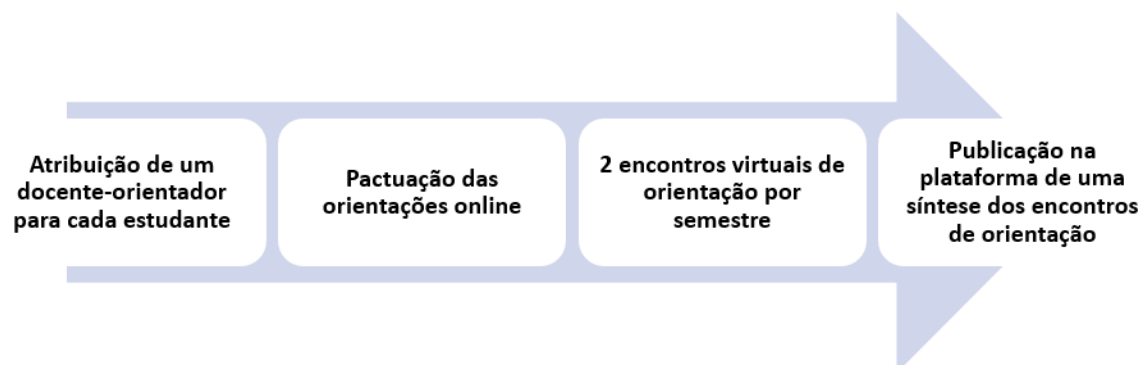 Atribuição de um
docente-orientador
para cada estudante
Pactuação das
orientações online
2 encontros virtuais de
orientação por
semestre
Publicação na
plataforma de uma
síntese dos encontros
de orientação